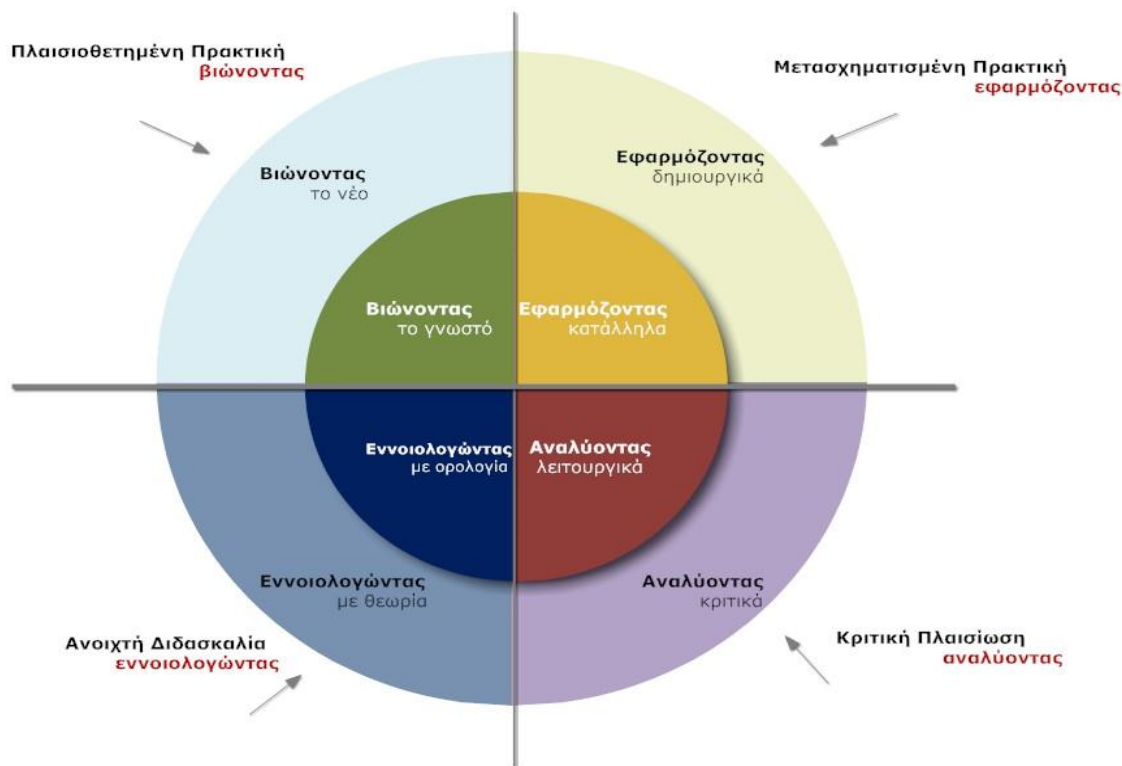 Πλαισιοθετημένη Πρακτική
βιώνοντας
Μετασχηματισμένη Πρακτική
εφαρμόζοντας
Βιώνοντας
το νέο
Εφαρμόζοντας
δημιουργικά
Βιώνοντας
το γνωστό
Εφαρμόζοντας
κατάλληλα
Εννοιολογώντας
με ορολογία
Αναλύοντας
λειτουργικά
Εννοιολογώντας
με θεωρία
Αναλύοντας
κριτικά
Ανοιχτή Διδασκαλία
εννοιολογώντας
Κριτική Πλαισίωση
αναλύοντας